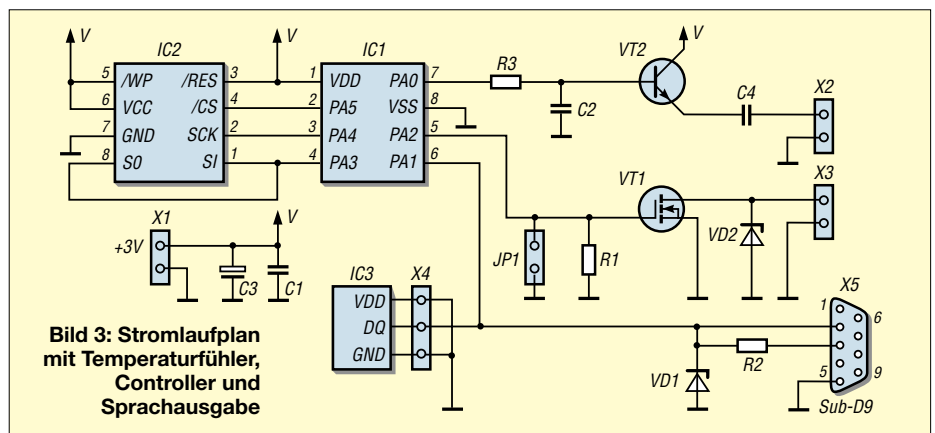 V
V
V
IC2
IC1
VT2
5 /WP /RES 3
6 VCC /CS 4
7 GND SCK 2
8 S0 SI 1
1 VDD PA0 7
2 PA5 VSS 8
3 PA4 PA2 5
4 PA3 PA1 6
R3
C2
C4
X2
X3
VT1
VD2
JP1
R1
X1
+3V
V
C3
C1
IC3
X4
VDD
DQ
GND
X5
1
6
5
9
R2
VD1
Sub-D9
Bild 3: Stromlaufplan
mit Temperaturfühler,
Controller und
Sprachausgabe